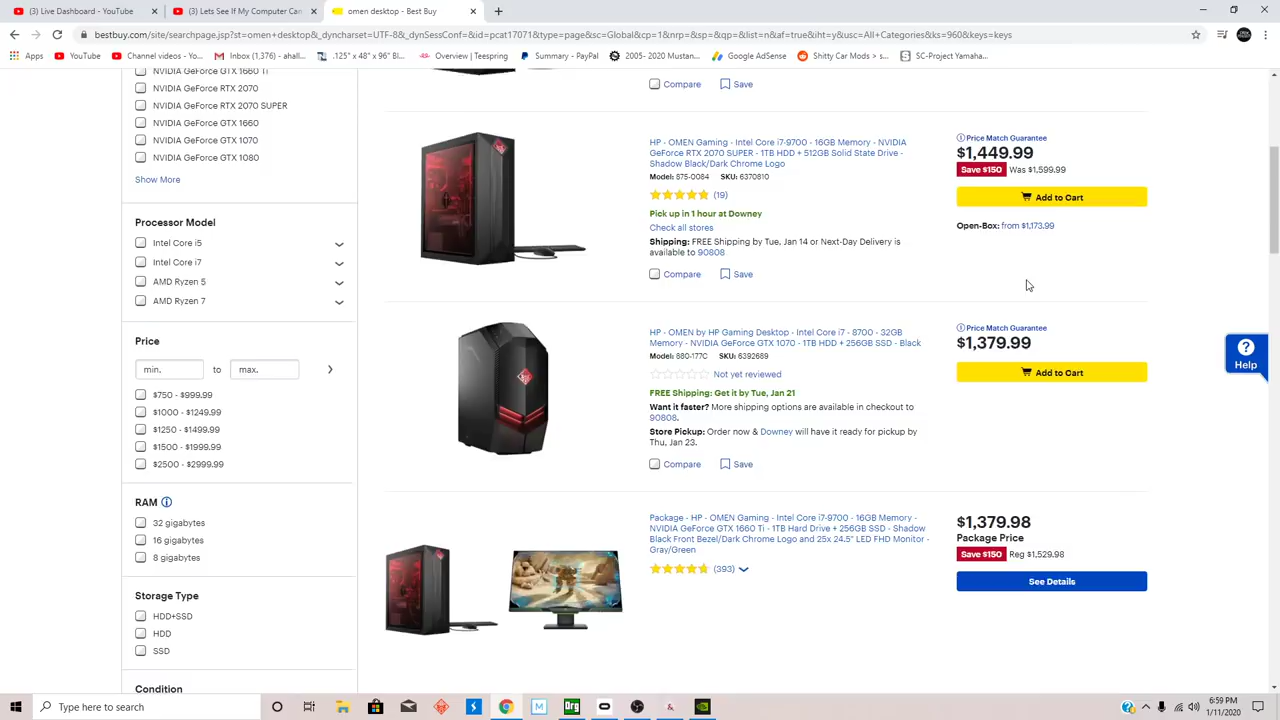 (3) Live Dashboard - YouTube
(3) Lets See If My Computer Can
omen desktop - Best Buy
bestbuy.com/site/searchpage.jsp?st=omen+desktop&_dyncharset=UTF-8&_dynSessConf=&id=pcat17071&type=page&sc=Global&cp=1&nrp=&sp=&qp=&list=n&af=true&iht=y&usc=All+Categories&ks=960&keys=keys
Apps
YouTube
Channel videos - Yo...
Inbox (1,376) - ahall...
.125" x 48" x 96" Bl...
Overview | Teespring
Summary - PayPal
2005- 2020 Mustan...
Google AdSense
Shitty Car Mods > s...
SC-Project Yamaha...
NVIDIA GeForce GTX 1660 Ti
NVIDIA GeForce RTX 2070
NVIDIA GeForce RTX 2070 SUPER
NVIDIA GeForce GTX 1660
NVIDIA GeForce GTX 1070
NVIDIA GeForce GTX 1080
Show More
Processor Model
Intel Core i5
Intel Core i7
AMD Ryzen 5
AMD Ryzen 7
Price
min. to max.
$750 - $999.99
$1000 - $1249.99
$1250 - $1499.99
$1500 - $1999.99
$2500 - $2999.99
RAM
32 gigabytes
16 gigabytes
8 gigabytes
Storage Type
HDD+SSD
HDD
SSD
Condition
Compare Save
HP - OMEN Gaming - Intel Core i7-9700 - 16GB Memory - NVIDIA
GeForce RTX 2070 SUPER - 1TB HDD + 512GB Solid State Drive -
Shadow Black/Dark Chrome Logo
Model: 875-0084 SKU: 6370810
(19)
Pick up in 1 hour at Downey
Check all stores
Shipping: FREE Shipping by Tue, Jan 14 or Next-Day Delivery is
available to 90808
Compare Save
Price Match Guarantee
$1,449.99
Save $150 Was $1,599.99
Add to Cart
Open-Box: from $1,173.99
HP - OMEN by HP Gaming Desktop - Intel Core i7 - 8700 - 32GB
Memory - NVIDIA GeForce GTX 1070 - 1TB HDD + 256GB SSD - Black
Model: 880-177C SKU: 6392689
Not yet reviewed
FREE Shipping: Get it by Tue, Jan 21
Want it faster? More shipping options are available in checkout to
90808.
Store Pickup: Order now & Downey will have it ready for pickup by
Thu, Jan 23.
Compare Save
Price Match Guarantee
$1,379.99
Add to Cart
Package - HP - OMEN Gaming - Intel Core i7-9700 - 16GB Memory -
NVIDIA GeForce GTX 1660 Ti - 1TB Hard Drive + 256GB SSD - Shadow
Black Front Bezel/Dark Chrome Logo and 25x 24.5" LED FHD Monitor -
Gray/Green
(393)
$1,379.98
Package Price
Save $150 Reg $1,529.98
See Details
?
Help
Type here to search
M
Org
6:59 PM
1/11/2020